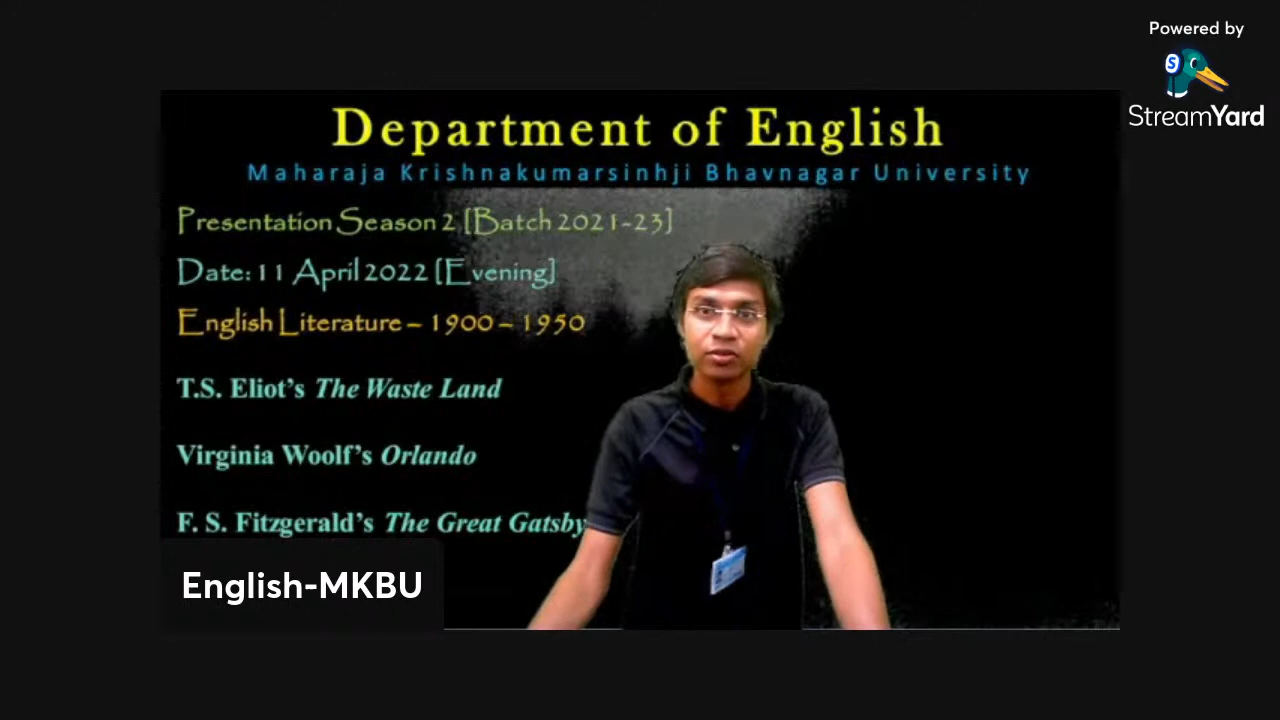 Powered by
StreamYard
Department of English
Maharaja Krishnakumarsinhji Bhavnagar University
Presentation Season 2 [Batch 2021-23]
Date: 11 April 2022 [Evening]
English Literature – 1900 – 1950
T.S. Eliot's The Waste Land
Virginia Woolf's Orlando
F. S. Fitzgerald's The Great Gatsby
English-MKBU